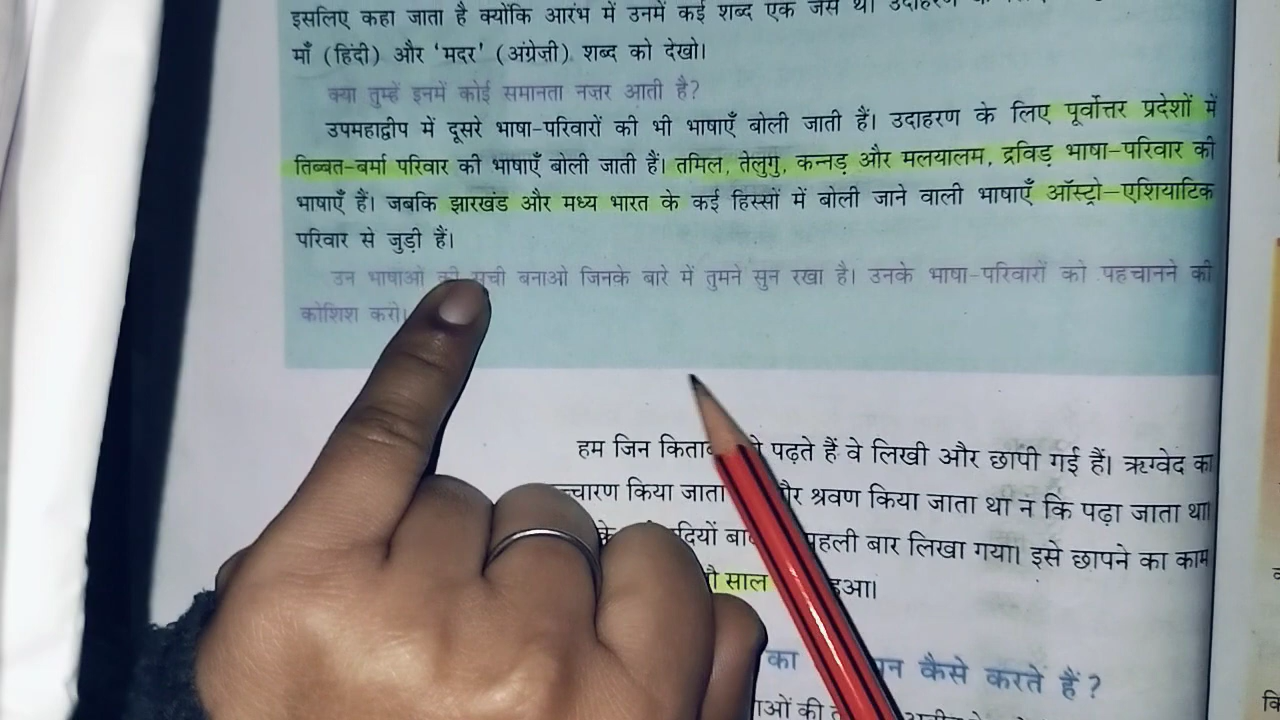 इसलिए कहा जाता है क्योंकि आरंभ में उनमें कई शब्द एक जैसे थे। उदाहरण
माँ (हिंदी) और 'मदर' (अंग्रेज़ी) शब्द को देखो।
क्या तुम्हें इनमें कोई समानता नज़र आती है?
उपमहाद्वीप में दूसरे भाषा-परिवारों की भी भाषाएँ बोली जाती हैं। उदाहरण के लिए पूर्वोत्तर प्रदेशों में
तिब्बत-बर्मा परिवार की भाषाएँ बोली जाती हैं। तमिल, तेलुगु, कन्नड़ और मलयालम, द्रविड़ भाषा-परिवार की
भाषाएँ हैं। जबकि झारखंड और मध्य भारत के कई हिस्सों में बोली जाने वाली भाषाएँ ऑस्ट्रो-एशियाटिक
परिवार से जुड़ी हैं।
उन भाषाओं की सूची बनाओ जिनके बारे में तुमने सुन रखा है। उनके भाषा-परिवारों को पहचानने की
कोशिश करो।
हम जिन पढ़ते हैं वे लिखी और छापी गई हैं। ऋग्वेद का
किया जाता और श्रवण किया जाता था न कि पढ़ा जाता था।
पहली बार लिखा गया। इसे छापने का काम
साल हुआ।
का कैसे करते हैं?
की